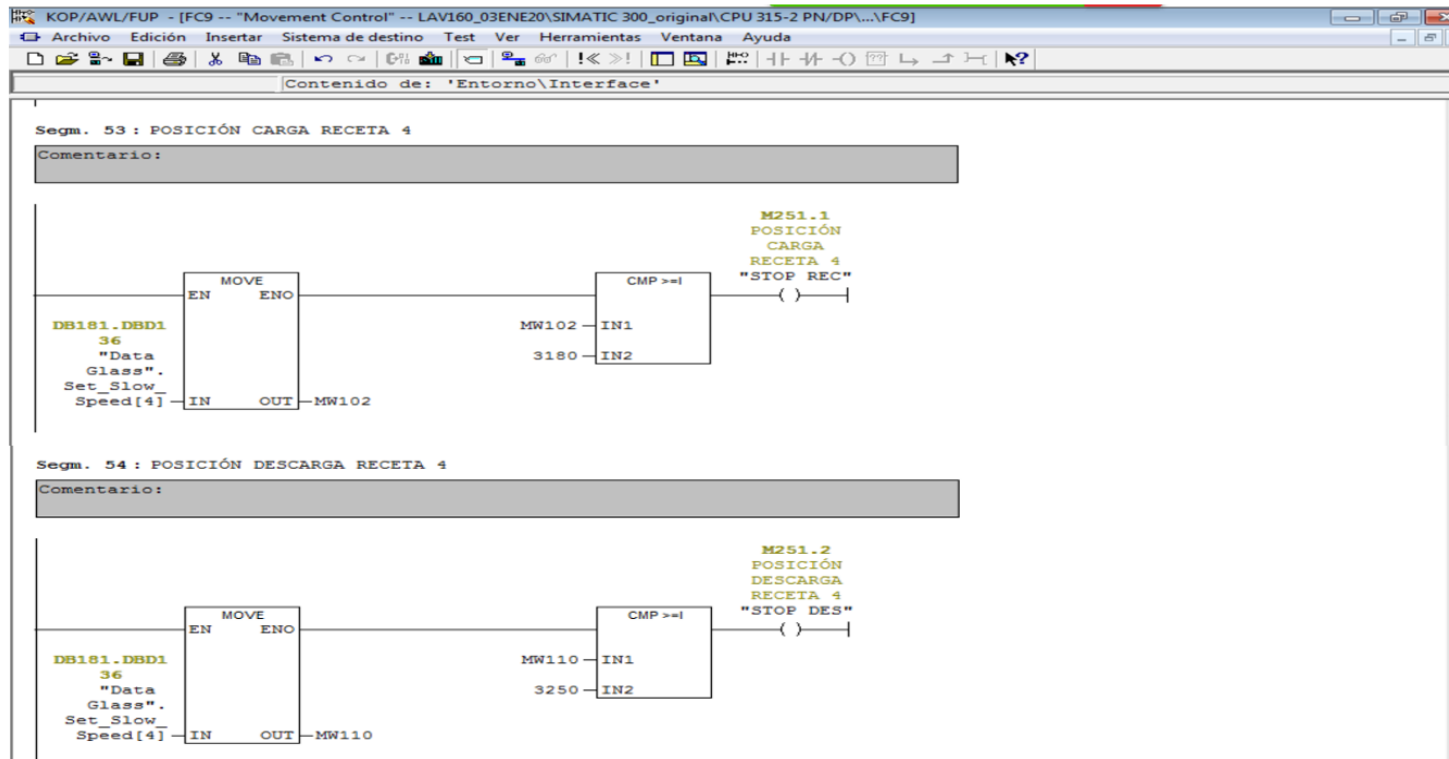 KOP/AWL/FUP - [FC9 -- "Movement Control" -- LAV160_03ENE20\SIMATIC 300_original\CPU 315-2 PN/DP\...\FC9]
Archivo Edición Insertar Sistema de destino Test Ver Herramientas Ventana Ayuda
Contenido de: 'Entorno\Interface'
Segm. 53 : POSICIÓN CARGA RECETA 4
Comentario:
M251.1
POSICIÓN
CARGA
RECETA 4
"STOP REC"
MOVE
EN ENO
CMP >=I
( )
DB181.DBD1
36
"Data
Glass".
Set_Slow_
Speed[4]
IN OUT
MW102
MW102
IN1
3180
IN2
Segm. 54 : POSICIÓN DESCARGA RECETA 4
Comentario:
M251.2
POSICIÓN
DESCARGA
RECETA 4
"STOP DES"
MOVE
EN ENO
CMP >=I
( )
DB181.DBD1
36
"Data
Glass".
Set_Slow_
Speed[4]
IN OUT
MW110
MW110
IN1
3250
IN2